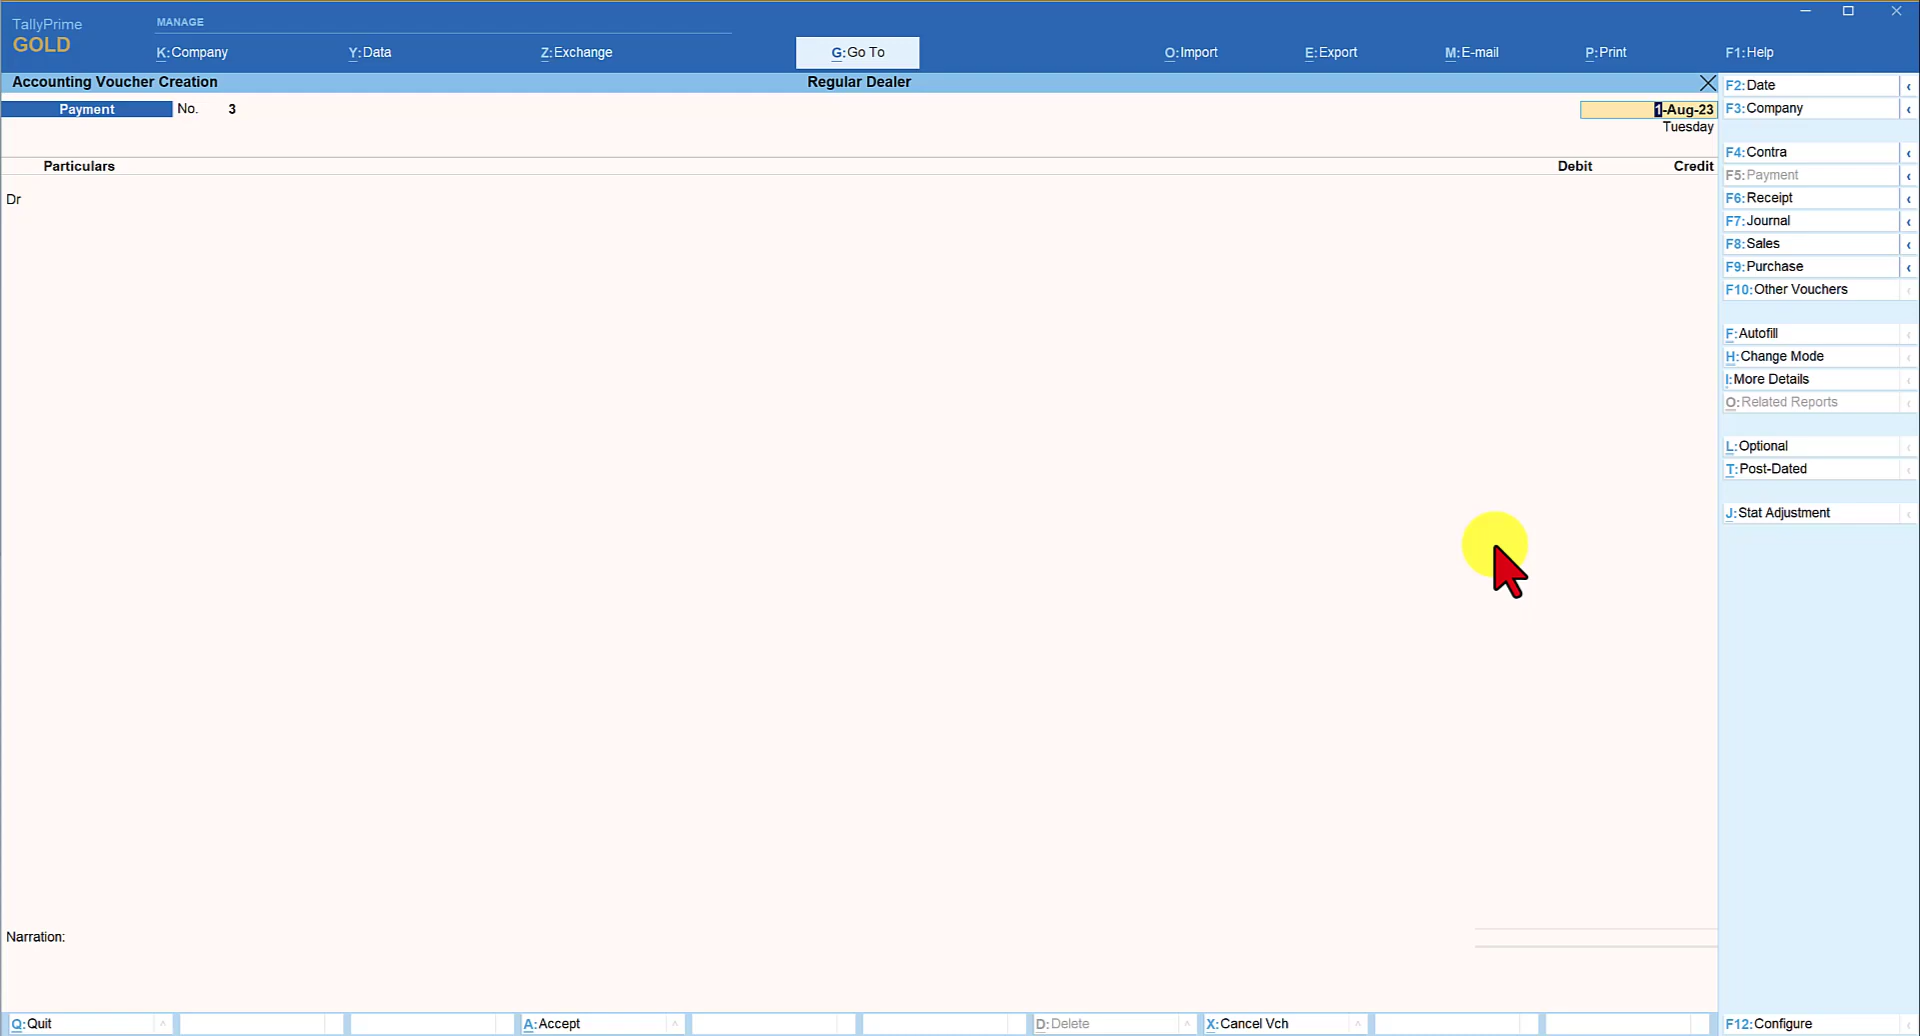 TallyPrime
GOLD
MANAGE
K:Company Y:Data Z:Exchange G:Go To O:Import E:Export M:E-mail P:Print F1:Help
Accounting Voucher Creation Regular Dealer
Payment No. 3 1-Aug-23
Tuesday
Particulars Debit Credit
Dr
Narration:
F2:Date
F3:Company
F4:Contra
F5:Payment
F6:Receipt
F7:Journal
F8:Sales
F9:Purchase
F10:Other Vouchers
F:Autofill
H:Change Mode
I:More Details
O:Related Reports
L:Optional
T:Post-Dated
J:Stat Adjustment
Q:Quit A:Accept D:Delete X:Cancel Vch F12:Configure